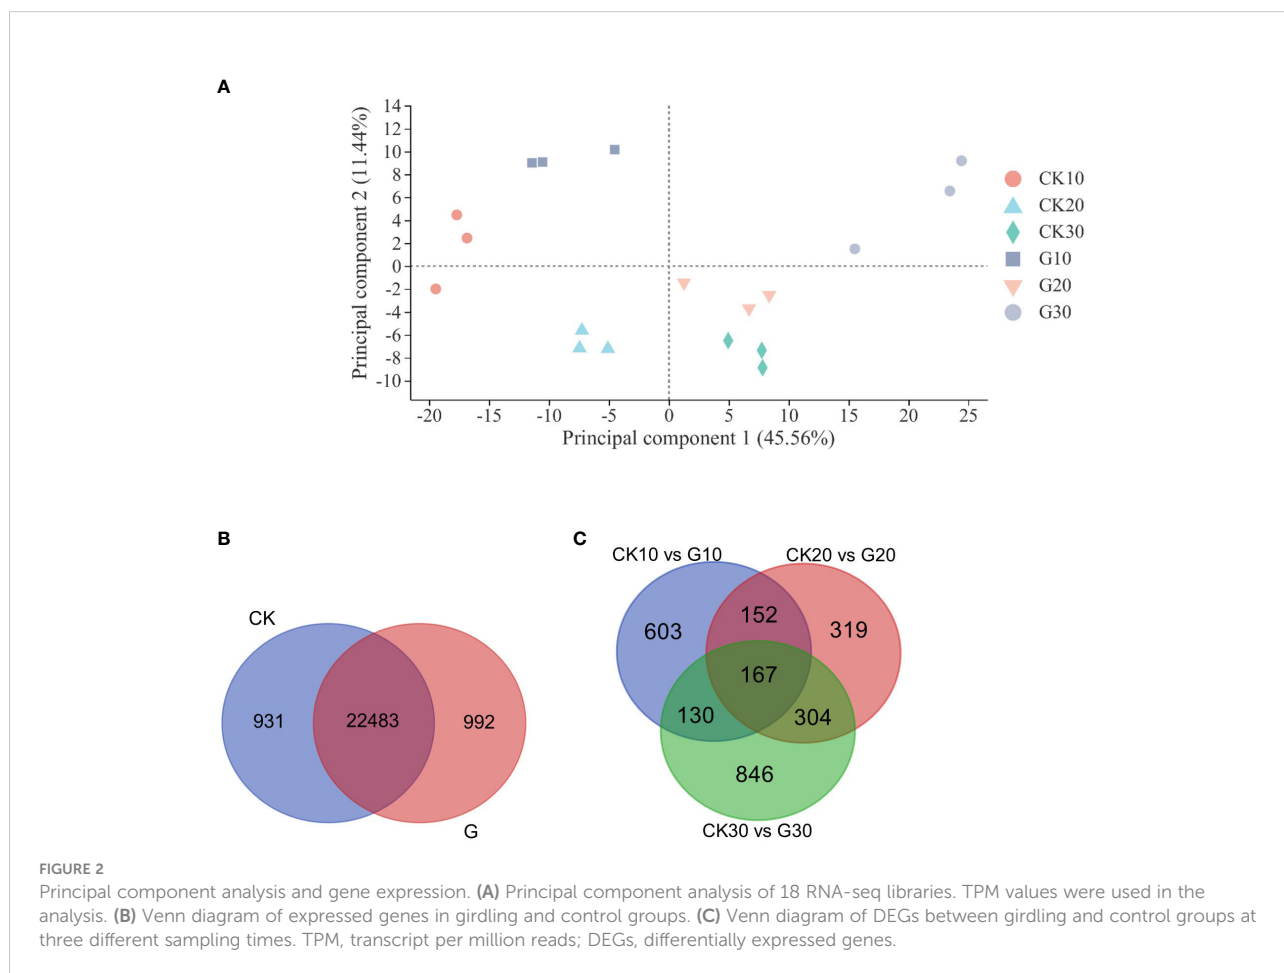 A
Principal component 2 (11.44%)
14
12
10
8
6
4
2
0
-2
-4
-6
-8
-10
-20 -15 -10 -5 0 5 10 15 20 25
Principal component 1 (45.56%)
CK10
CK20
CK30
G10
G20
G30
B
CK
931 22483 992
G
C
CK10 vs G10 CK20 vs G20
603 152 319
167
130 304
846
CK30 vs G30
FIGURE 2
Principal component analysis and gene expression. (A) Principal component analysis of 18 RNA-seq libraries. TPM values were used in the
analysis. (B) Venn diagram of expressed genes in girdling and control groups. (C) Venn diagram of DEGs between girdling and control groups at
three different sampling times. TPM, transcript per million reads; DEGs, differentially expressed genes.